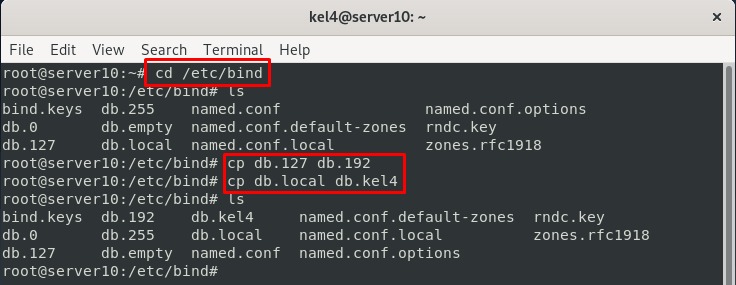 kel4@server10: ~
File Edit View Search Terminal Help
root@server10:~# cd /etc/bind
root@server10:/etc/bind# ls
bind.keys db.255 named.conf named.conf.options
db.0 db.empty named.conf.default-zones rndc.key
db.127 db.local named.conf.local zones.rfc1918
root@server10:/etc/bind# cp db.127 db.192
root@server10:/etc/bind# cp db.local db.kel4
root@server10:/etc/bind# ls
bind.keys db.192 db.kel4 named.conf.default-zones rndc.key
db.0 db.255 db.local named.conf.local zones.rfc1918
db.127 db.empty named.conf named.conf.options
root@server10:/etc/bind#